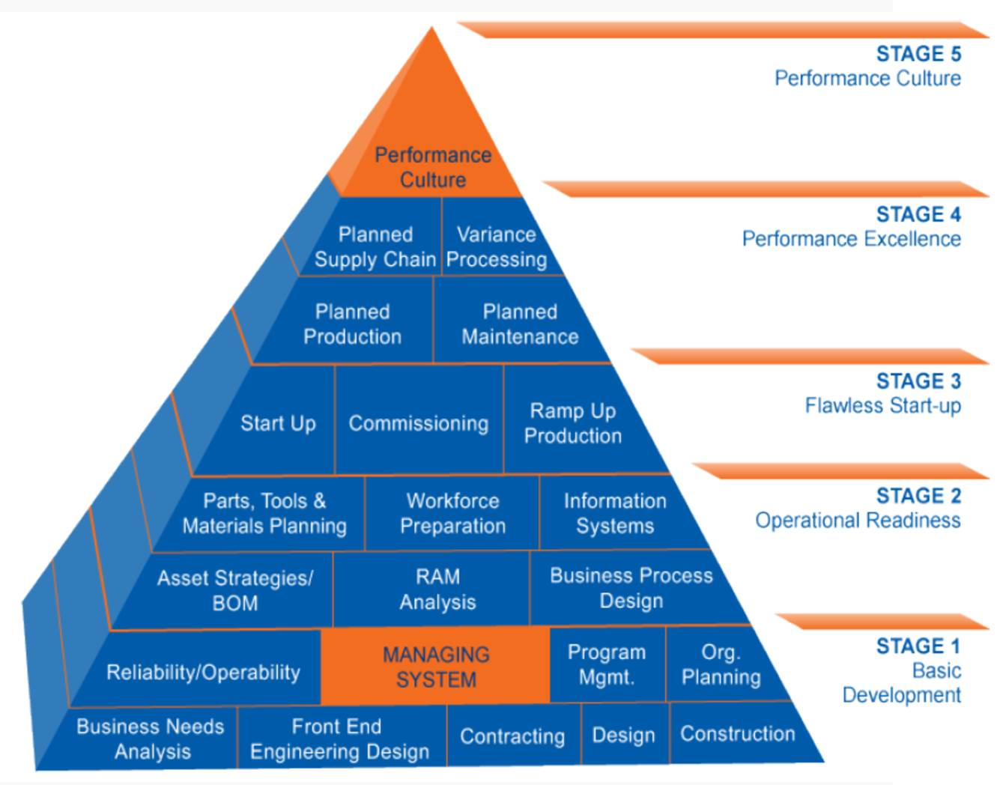 STAGE 5
Performance Culture
Performance
Culture
STAGE 4
Performance Excellence
Planned
Supply Chain
Variance
Processing
Planned
Production
Planned
Maintenance
STAGE 3
Flawless Start-up
Start Up
Commissioning
Ramp Up
Production
STAGE 2
Operational Readiness
Parts, Tools &
Materials Planning
Workforce
Preparation
Information
Systems
Asset Strategies/
BOM
RAM
Analysis
Business Process
Design
STAGE 1
Basic
Development
Reliability/Operability
MANAGING
SYSTEM
Program
Mgmt.
Org.
Planning
Business Needs
Analysis
Front End
Engineering Design
Contracting
Design
Construction